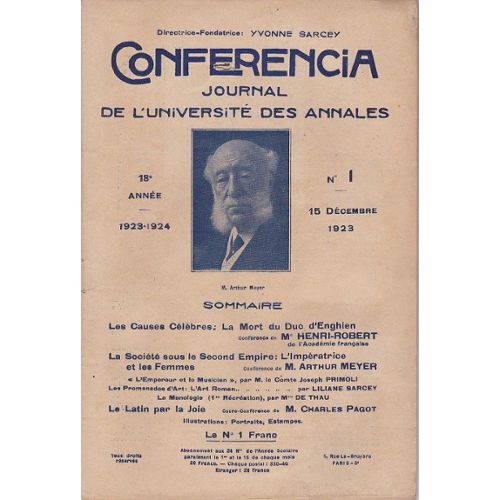 Directrice-Fondatrice: YVONNE SARCEY
CONFERENCIA
JOURNAL
DE L'UNIVERSITÉ DES ANNALES
18e
ANNÉE
1923-1924
N° 1
15 DÉCEMBRE
1923
M. Arthur Meyer
SOMMAIRE
Les Causes Célèbres: La Mort du Duc d'Enghien
Conférence de Me HENRI-ROBERT
de l'Académie française
La Société sous le Second Empire: L'Impératrice
et les Femmes Conférence de M. ARTHUR MEYER
« L'Empereur et le Musicien », par M. le Comte Joseph PRIMOLI
Les Promenades d'Art: L'Art Roman.. .. .. .. .. .. par LILIANE SARCEY
La Monologie (1re Récréation), par Mme DE THAU
Le Latin par la Joie Cours-Conférence de M. CHARLES PAGOT
Illustrations: Portraits, Estampes.
Le N° 1 Franc
Tous droits
réservés
Abonnement aux 24 Nos de l'Année Scolaire
paraissant le 1er et le 15 de chaque mois
20 Francs. — Chèque postal: 330-40
Etranger: 28 francs
5, Rue La-Bruyère
PARIS-9e